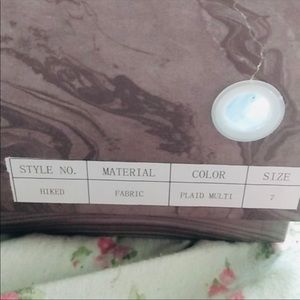 STYLE NO. MATERIAL COLOR SIZE
HIKED FABRIC PLAID MULTI 7